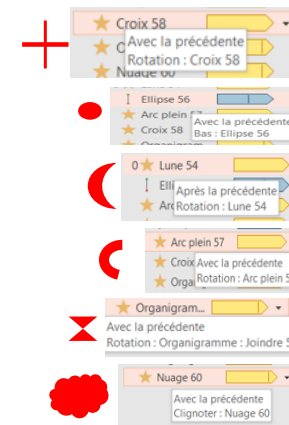 Croix 58
Avec la précédente
Rotation : Croix 58
Nuage 60
Ellipse 56
Arc plein 57
Avec la précédente
Croix 58
Bas : Ellipse 56
0 Lune 54
Après la précédente
Rotation : Lune 54
Arc plein 57
Croix
Avec la précédente
Rotation : Arc plein 5
Organigram...
Avec la précédente
Rotation : Organigramme : Joindre 5
Nuage 60
Avec la précédente
Clignoter : Nuage 60